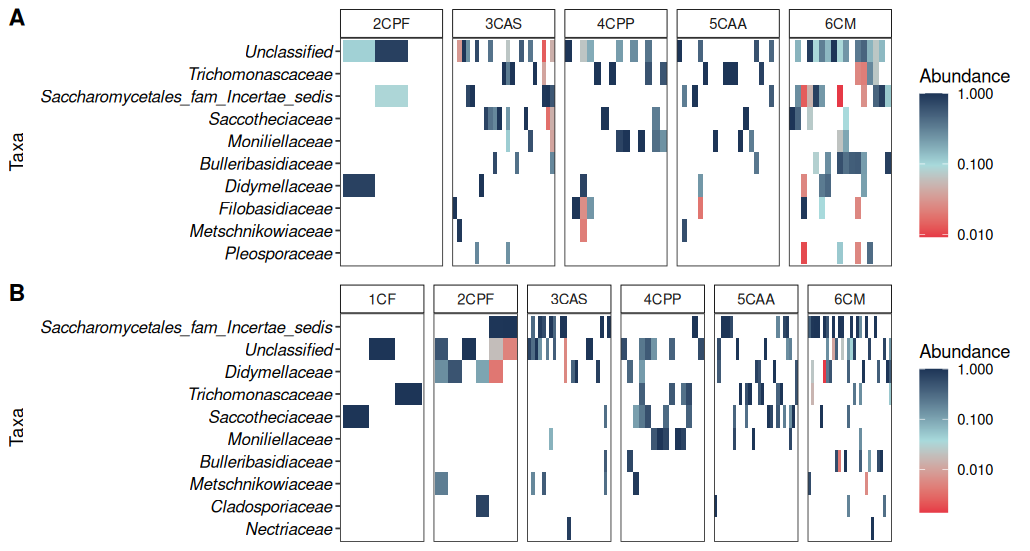 A
2CPF 3CAS 4CPP 5CAA 6CM
Taxa
Unclassified
Trichomonascaceae
Saccharomycetales_fam_Incertae_sedis
Saccotheciaceae
Moniliellaceae
Bulleribasidiaceae
Didymellaceae
Filobasidiaceae
Metschnikowiaceae
Pleosporaceae
Abundance
1.000
0.100
0.010
B
1CF 2CPF 3CAS 4CPP 5CAA 6CM
Taxa
Saccharomycetales_fam_Incertae_sedis
Unclassified
Didymellaceae
Trichomonascaceae
Saccotheciaceae
Moniliellaceae
Bulleribasidiaceae
Metschnikowiaceae
Cladosporiaceae
Nectriaceae
Abundance
1.000
0.100
0.010